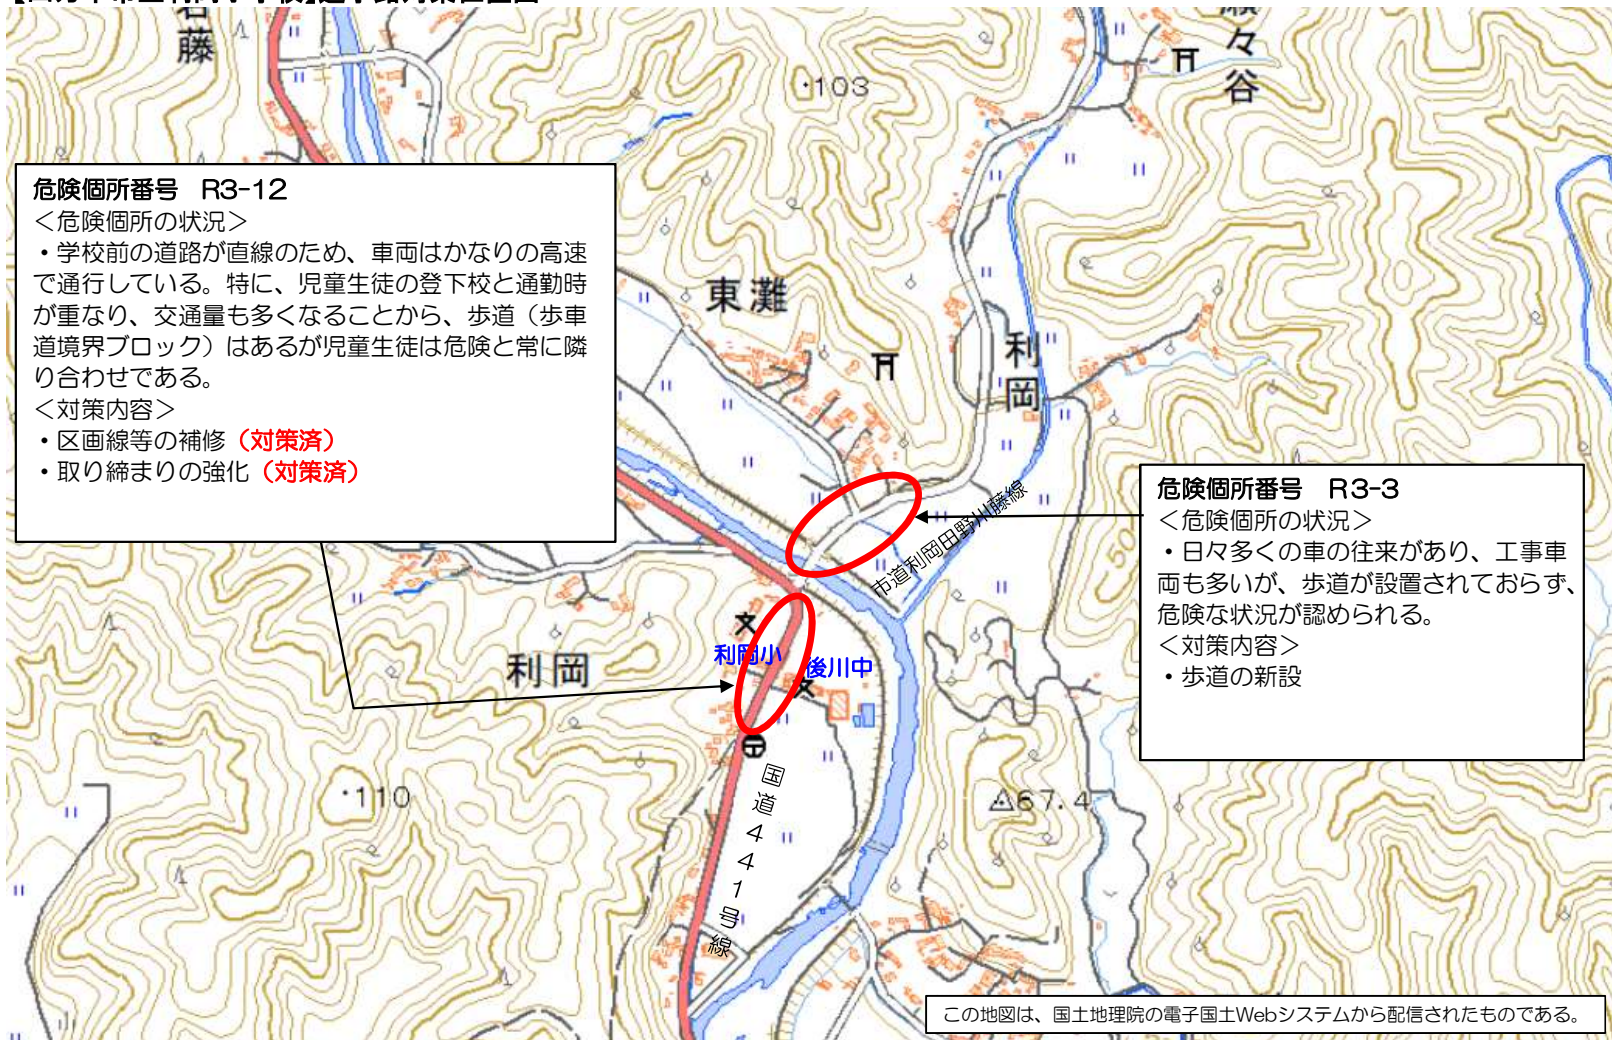 藤
々谷
・103
危険個所番号　R3-12
＜危険個所の状況＞
・学校前の道路が直線のため、車両はかなりの高速
で通行している。特に、児童生徒の登下校と通勤時
が重なり、交通量も多くなることから、歩道（歩車
道境界ブロック）はあるが児童生徒は危険と常に隣
り合わせである。
＜対策内容＞
・区画線等の補修（対策済）
・取り締まりの強化（対策済）
東灘
利岡
危険個所番号　R3-3
＜危険個所の状況＞
・日々多くの車の往来があり、工事車
両も多いが、歩道が設置されておらず、
危険な状況が認められる。
＜対策内容＞
・歩道の新設
市道利岡田野川藤線
利岡小
後川中
利岡
・110
67.4
50
国道441号線
この地図は、国土地理院の電子国土Webシステムから配信されたものである。